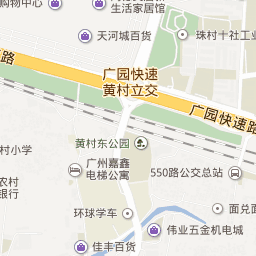 购物中心
生活家居馆
天河城百货
珠村十社工业
路
广园快速
黄村立交
广园快速路
黄村东公园
村小学
广州嘉鑫
电梯公寓
550路公交总站
农村
银行
环球学车
面兑面
伟业五金机电城
佳丰百货